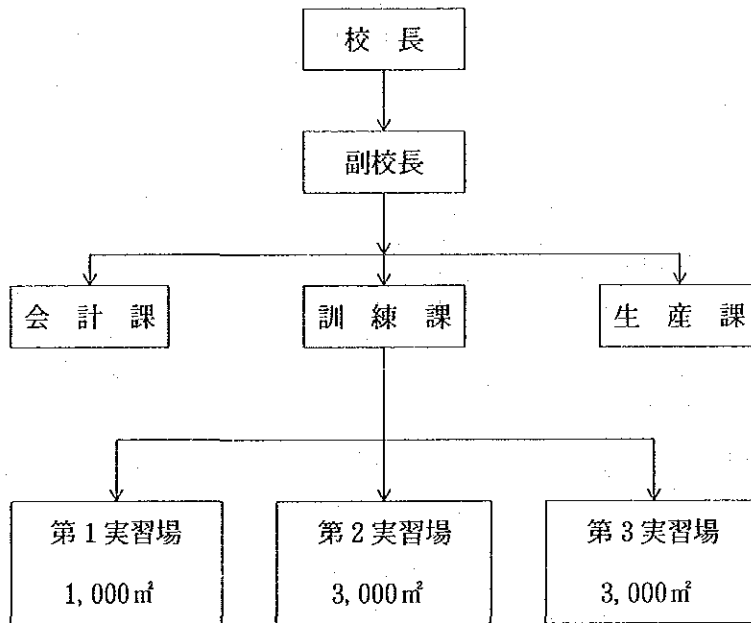 校 長
副校長
会 計 課
訓 練 課
生 産 課
第1実習場
1,000㎡
第2実習場
3,000㎡
第3実習場
3,000㎡